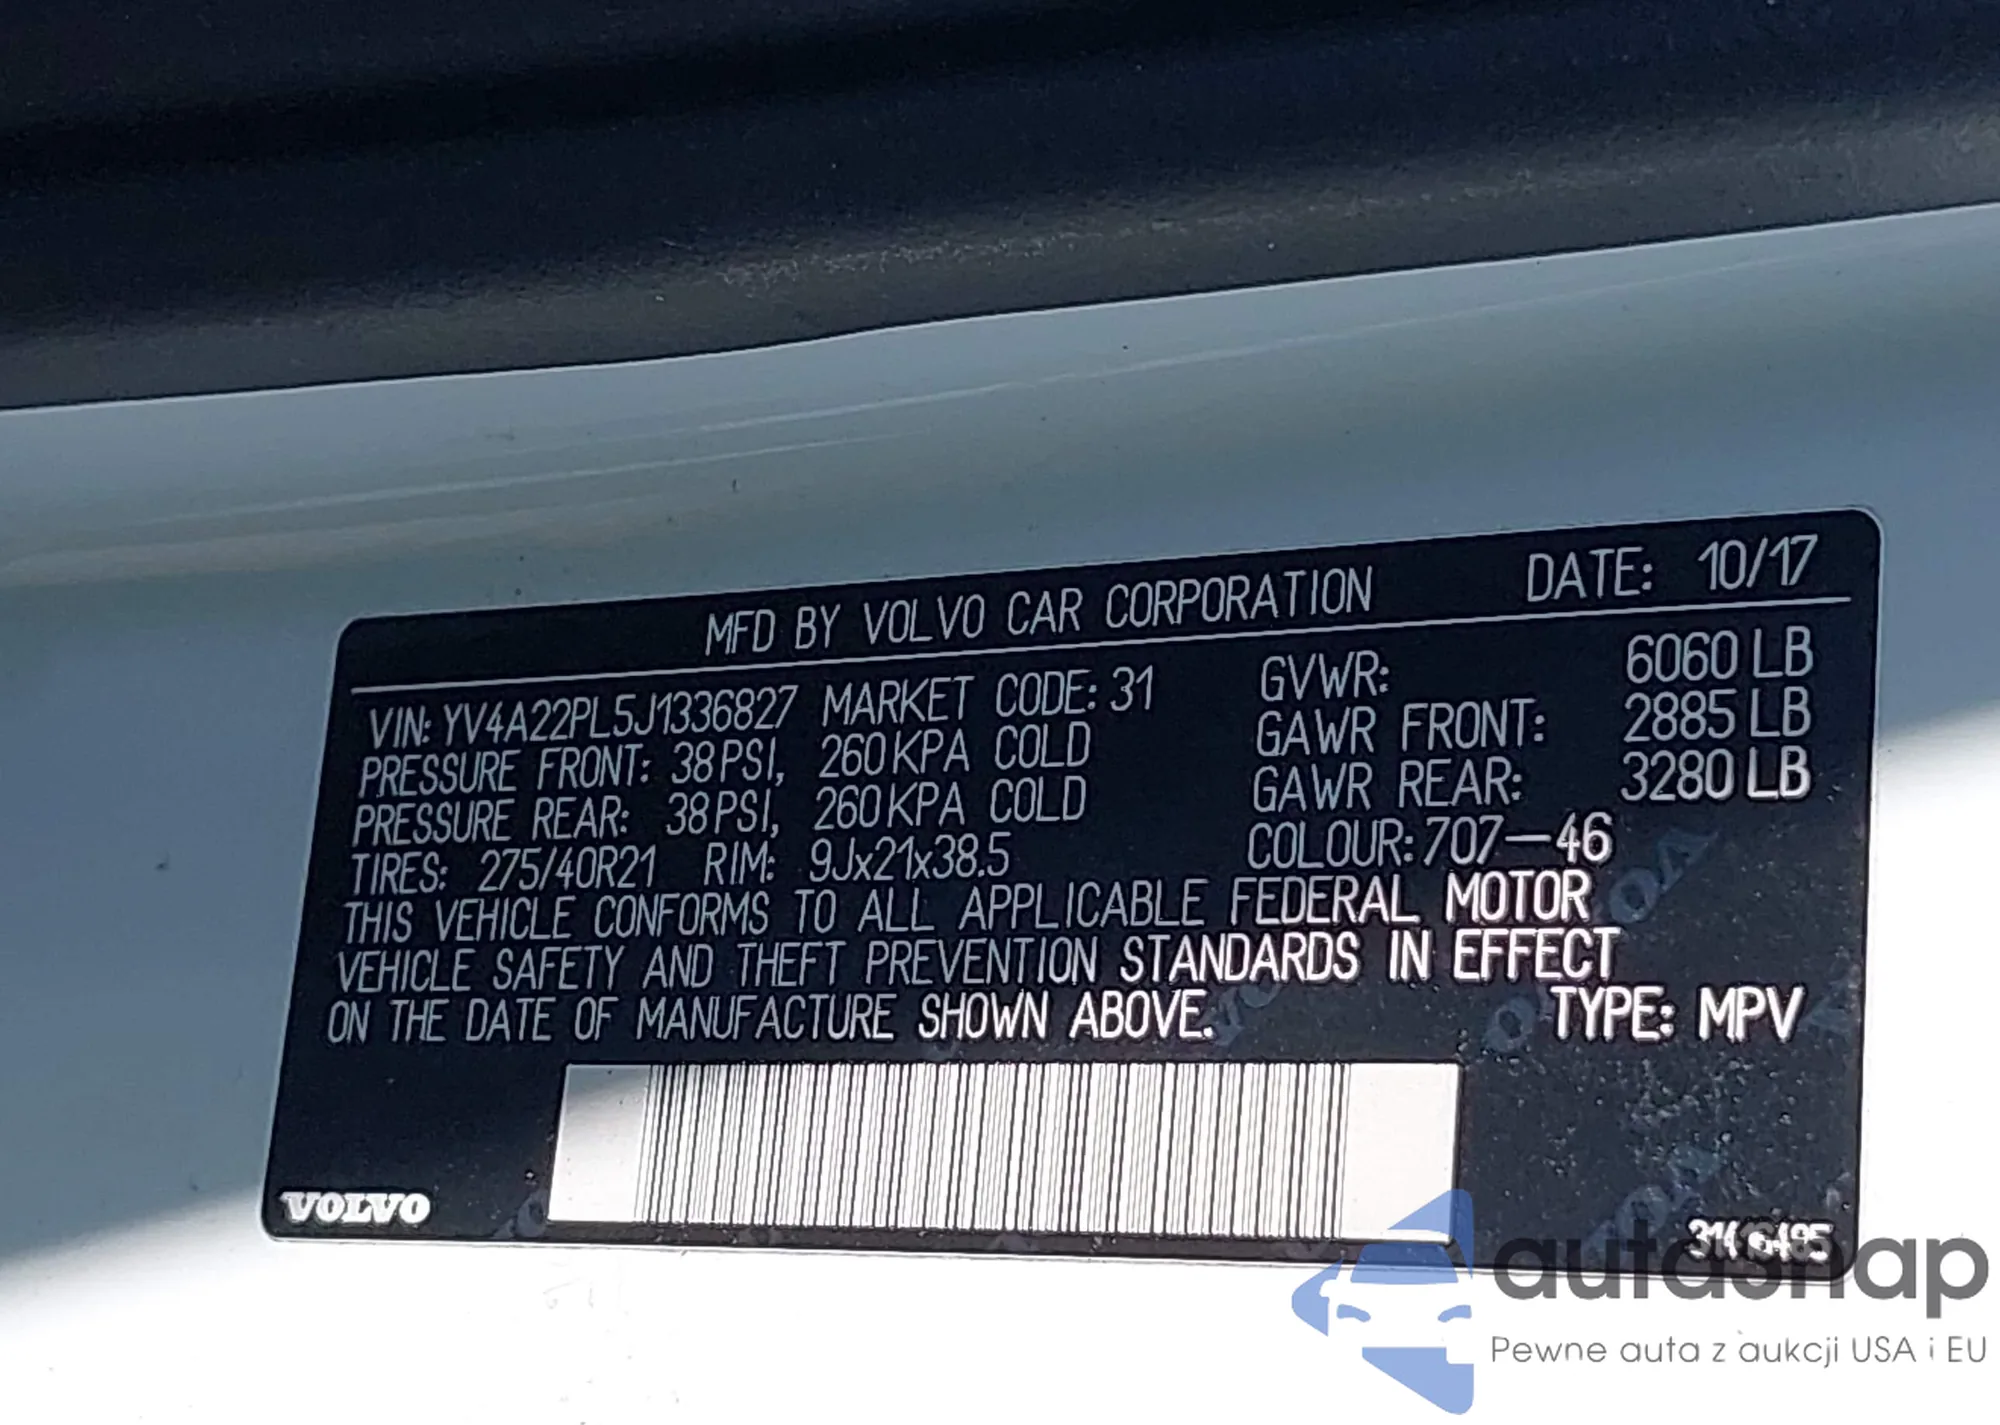 MFD BY VOLVO CAR CORPORATION DATE: 10/17
VIN: YV4A22PL5J1336827 MARKET CODE: 31 GVWR: 6060 LB
PRESSURE FRONT: 38 PSI, 260 KPA COLD GAWR FRONT: 2885 LB
PRESSURE REAR: 38 PSI, 260 KPA COLD GAWR REAR: 3280 LB
TIRES: 275/40R21 RIM: 9Jx21x38.5 COLOUR: 707-46
THIS VEHICLE CONFORMS TO ALL APPLICABLE FEDERAL MOTOR
VEHICLE SAFETY AND THEFT PREVENTION STANDARDS IN EFFECT
ON THE DATE OF MANUFACTURE SHOWN ABOVE. TYPE: MPV
VOLVO
autosnap
Pewne auta z aukcji USA i EU